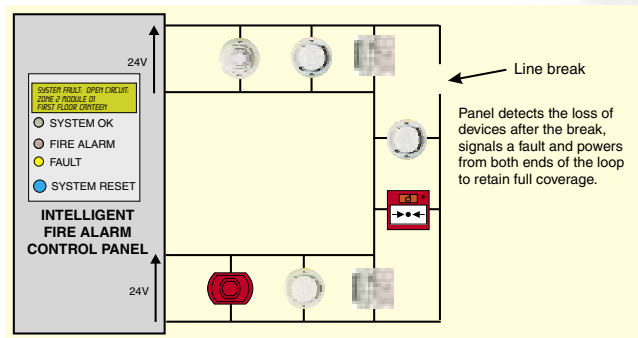 24V
SYSTEM FAULT: OPEN CIRCUIT:
ZONE 2 MODULE 01
FIRST FLOOR CANTEEN
SYSTEM OK
FIRE ALARM
FAULT
SYSTEM RESET
INTELLIGENT
FIRE ALARM
CONTROL PANEL
24V
Line break
Panel detects the loss of
devices after the break,
signals a fault and powers
from both ends of the loop
to retain full coverage.